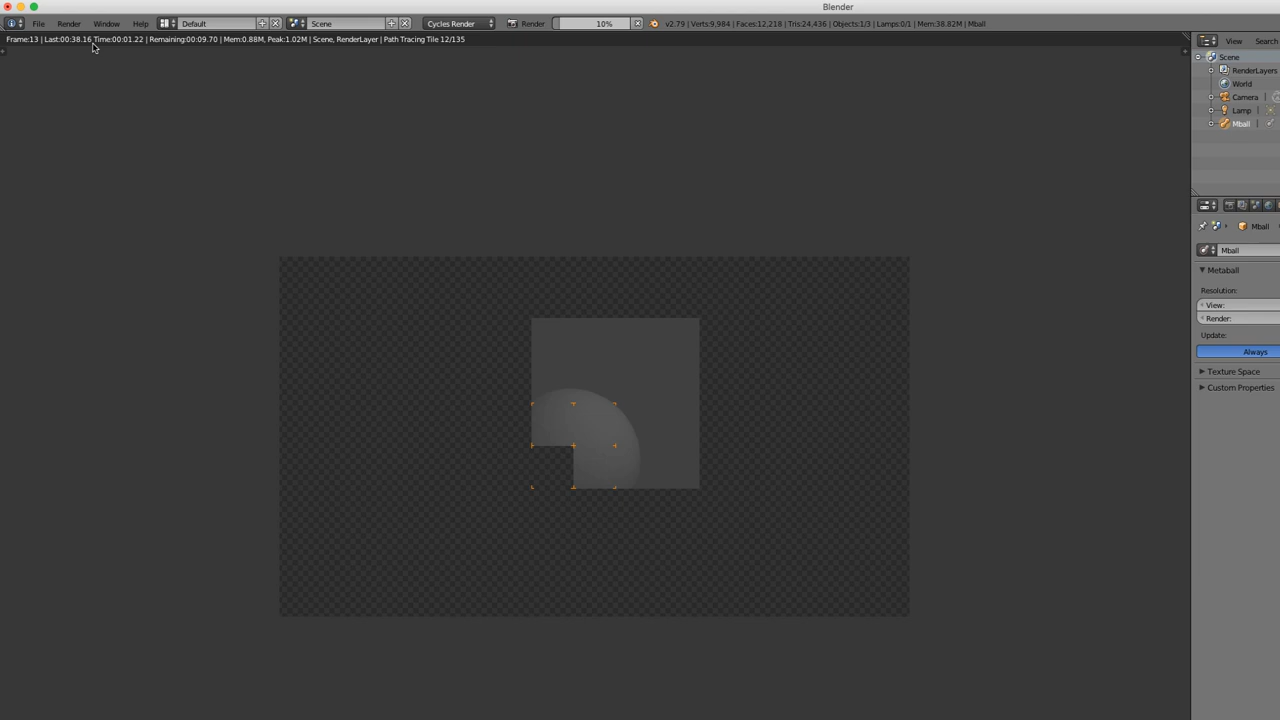 Blender
File Render Window Help Default Scene Cycles Render Render 10% v2.79 | Verts:9,984 | Faces:12,218 | Tris:24,436 | Objects:1/3 | Lamps:0/1 | Mem:38.82M | Mball
Frame:13 | Last:00:38.16 Time:00:01.22 | Remaining:00:09.70 | Mem:0.88M, Peak:1.02M | Scene, RenderLayer | Path Tracing Tile 12/135
View Search
Scene
RenderLayers
World
Camera
Lamp
Mball
Mball
Mball
Metaball
Resolution:
View:
Render:
Update:
Always
Texture Space
Custom Properties